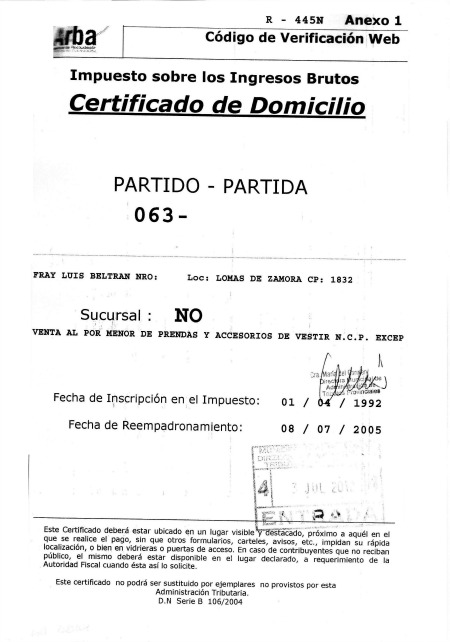 R - 445N Anexo 1
Arba
Código de Verificación Web
Impuesto sobre los Ingresos Brutos
Certificado de Domicilio
PARTIDO - PARTIDA
063-
FRAY LUIS BELTRAN NRO: Loc: LOMAS DE ZAMORA CP: 1832
Sucursal : NO
VENTA AL POR MENOR DE PRENDAS Y ACCESORIOS DE VESTIR N.C.P. EXCEP
Cra. María del
Directora
Fecha de Inscripción en el Impuesto: 01 / 04 / 1992
Fecha de Reempadronamiento: 08 / 07 / 2005
JUL
ENTRADA
Este Certificado deberá estar ubicado en un lugar visible y destacado, próximo a aquél en el
que se realice el pago, sin que otros formularios, carteles, avisos, etc., impidan su rápida
localización, o bien en vidrieras o puertas de acceso. En caso de contribuyentes que no reciban
público, el mismo deberá estar disponible en el lugar declarado, a requerimiento de la
Autoridad Fiscal cuando ésta así lo solicite.
Este certificado no podrá ser sustituido por ejemplares no provistos por esta
Administración Tributaria.
D.N Serie B 106/2004